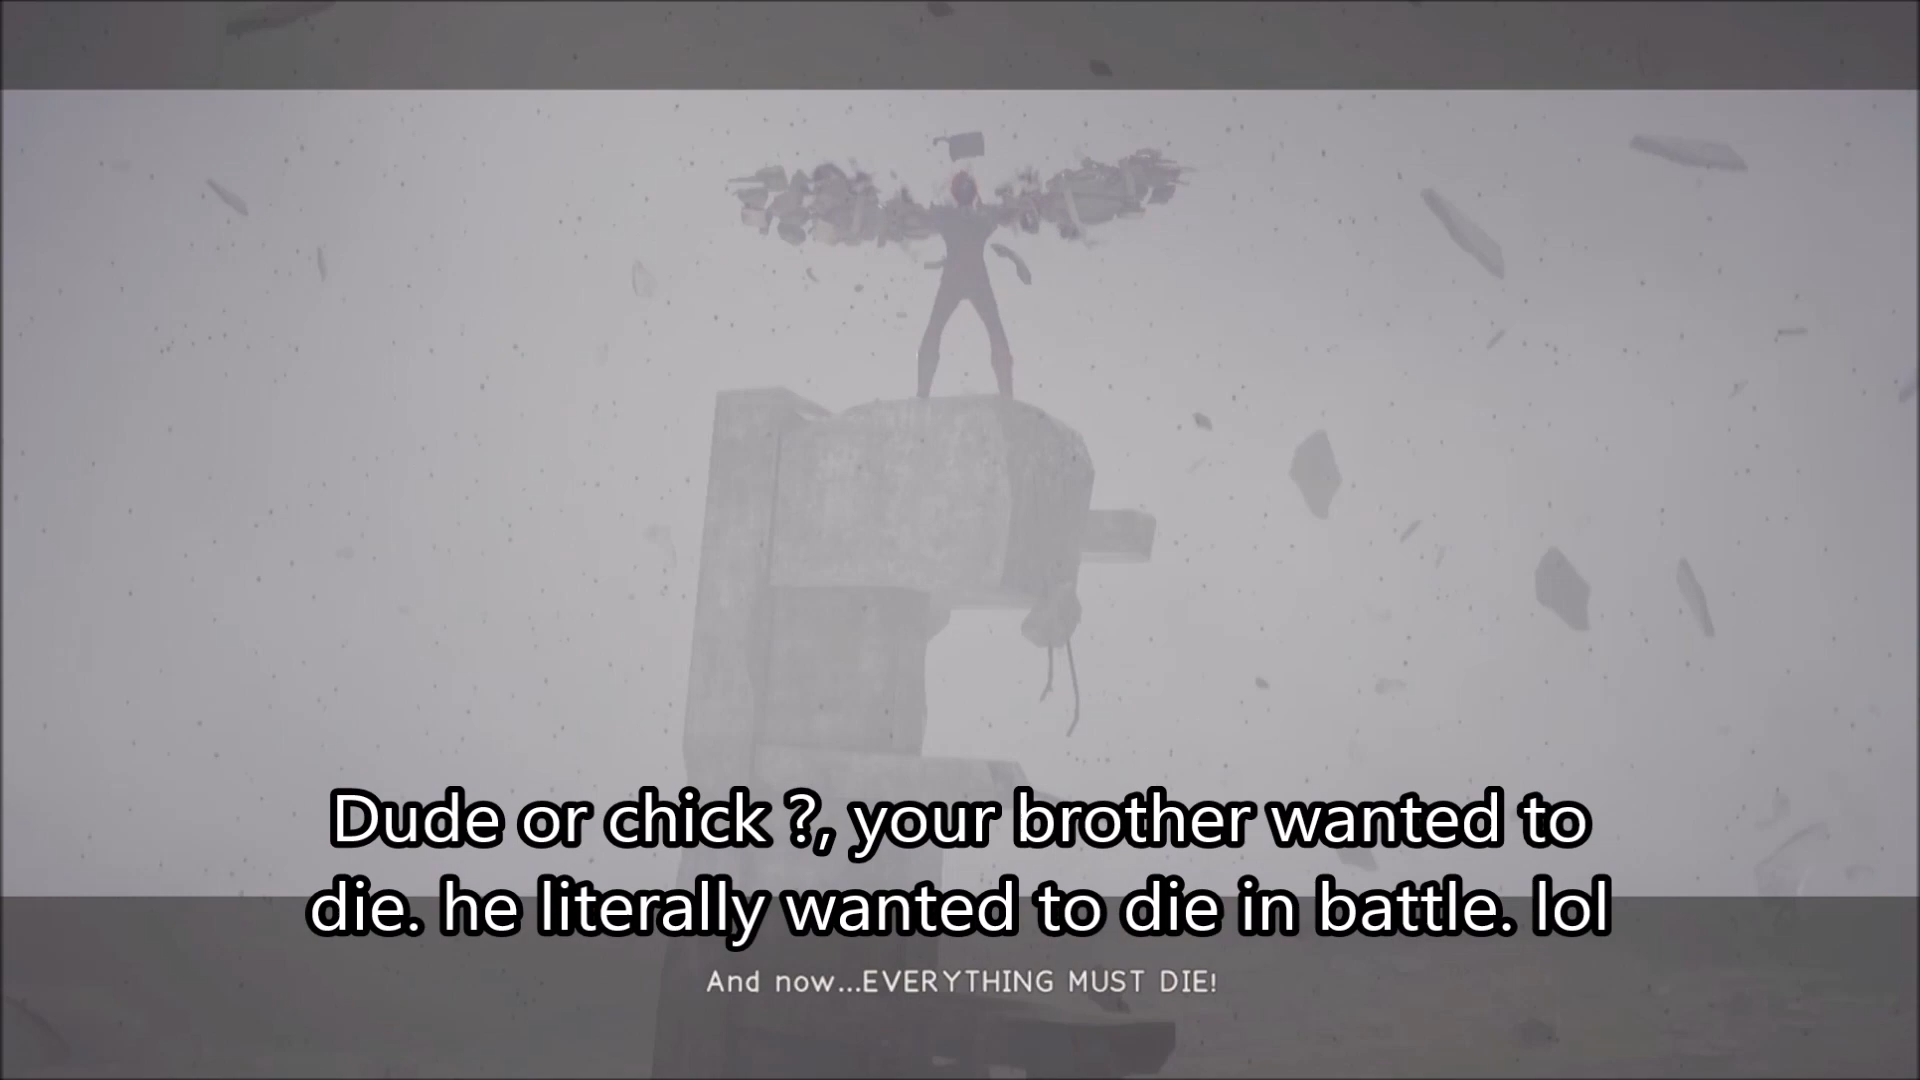 Dude or chick ?, your brother wanted to
die. he literally wanted to die in battle. lol
And now...EVERYTHING MUST DIE!